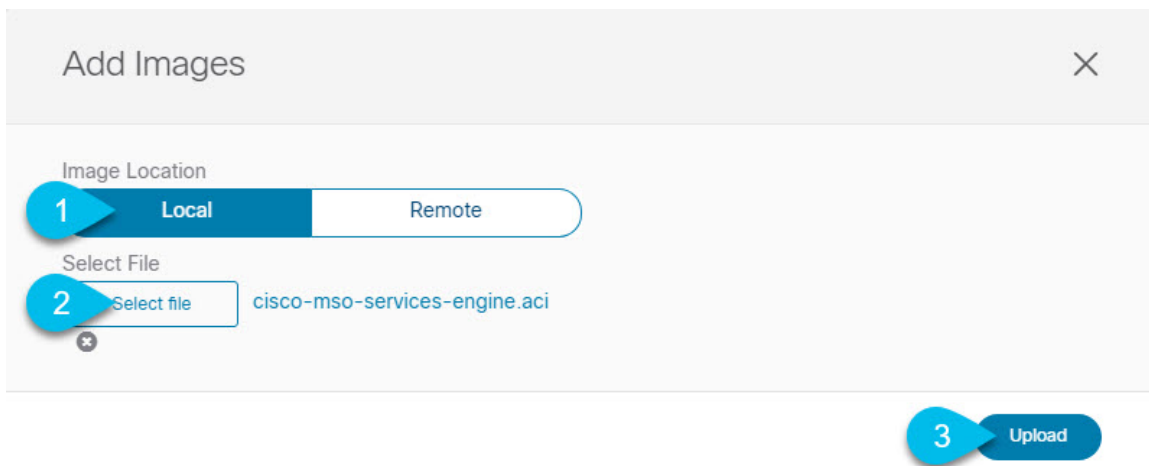 Add Images
Image Location
1 Local Remote
Select File
2 Select file cisco-mso-services-engine.aci
3 Upload